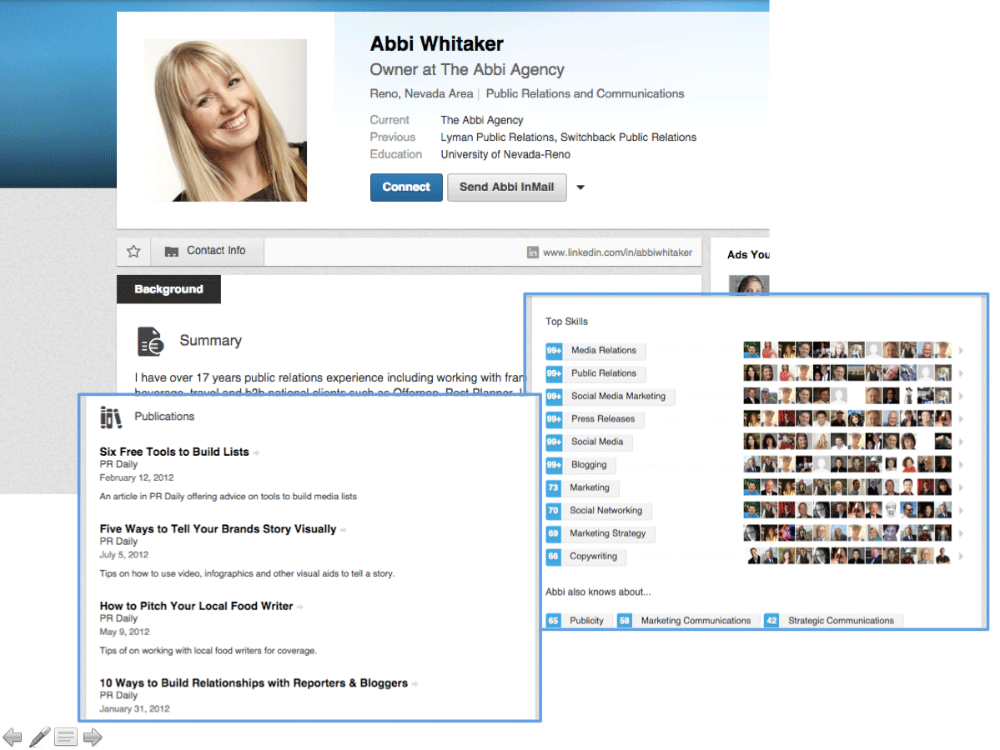 Abbi Whitaker
Owner at The Abbi Agency
Reno, Nevada Area | Public Relations and Communications
Current The Abbi Agency
Previous Lyman Public Relations, Switchback Public Relations
Education University of Nevada-Reno
Connect Send Abbi InMail
Contact Info
in www.linkedin.com/in/abbiwhitaker
Ads You
Background
Summary
I have over 17 years public relations experience including working with fran
beverage, travel and b2b national clients such as Offerpop, Post Planner,
Publications
Six Free Tools to Build Lists
PR Daily
February 12, 2012
An article in PR Daily offering advice on tools to build media lists
Five Ways to Tell Your Brands Story Visually
PR Daily
July 5, 2012
Tips on how to use video, infographics and other visual aids to tell a story.
How to Pitch Your Local Food Writer
PR Daily
May 9, 2012
Tips of on working with local food writers for coverage.
10 Ways to Build Relationships with Reporters & Bloggers
PR Daily
January 31, 2012
Top Skills
99+ Media Relations
99+ Public Relations
99+ Social Media Marketing
99+ Press Releases
99+ Social Media
99+ Blogging
73 Marketing
70 Social Networking
69 Marketing Strategy
66 Copywriting
Abbi also knows about...
65 Publicity 58 Marketing Communications 42 Strategic Communications